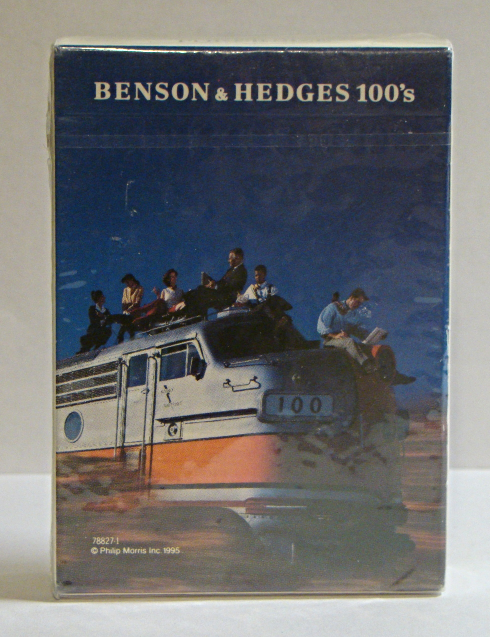 BENSON & HEDGES 100's
100
78827-1
© Philip Morris Inc. 1995